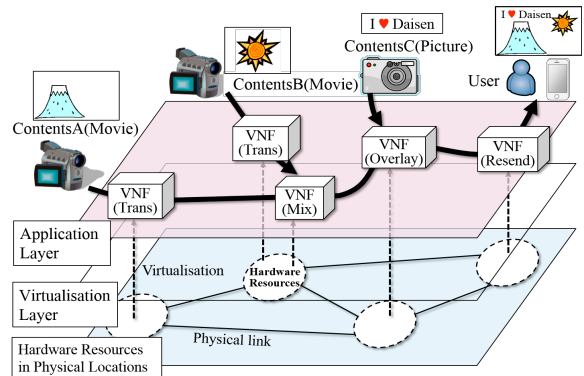 I ♥ Daisen
I ♥ Daisen
ContentsC(Picture)
ContentsB(Movie)
User
ContentsA(Movie)
VNF
(Trans)
VNF
(Overlay)
VNF
(Resend)
VNF
(Trans)
VNF
(Mix)
Application
Layer
Virtualisation
Hardware
Resources
Virtualisation
Layer
Physical link
Hardware Resources
in Physical Locations